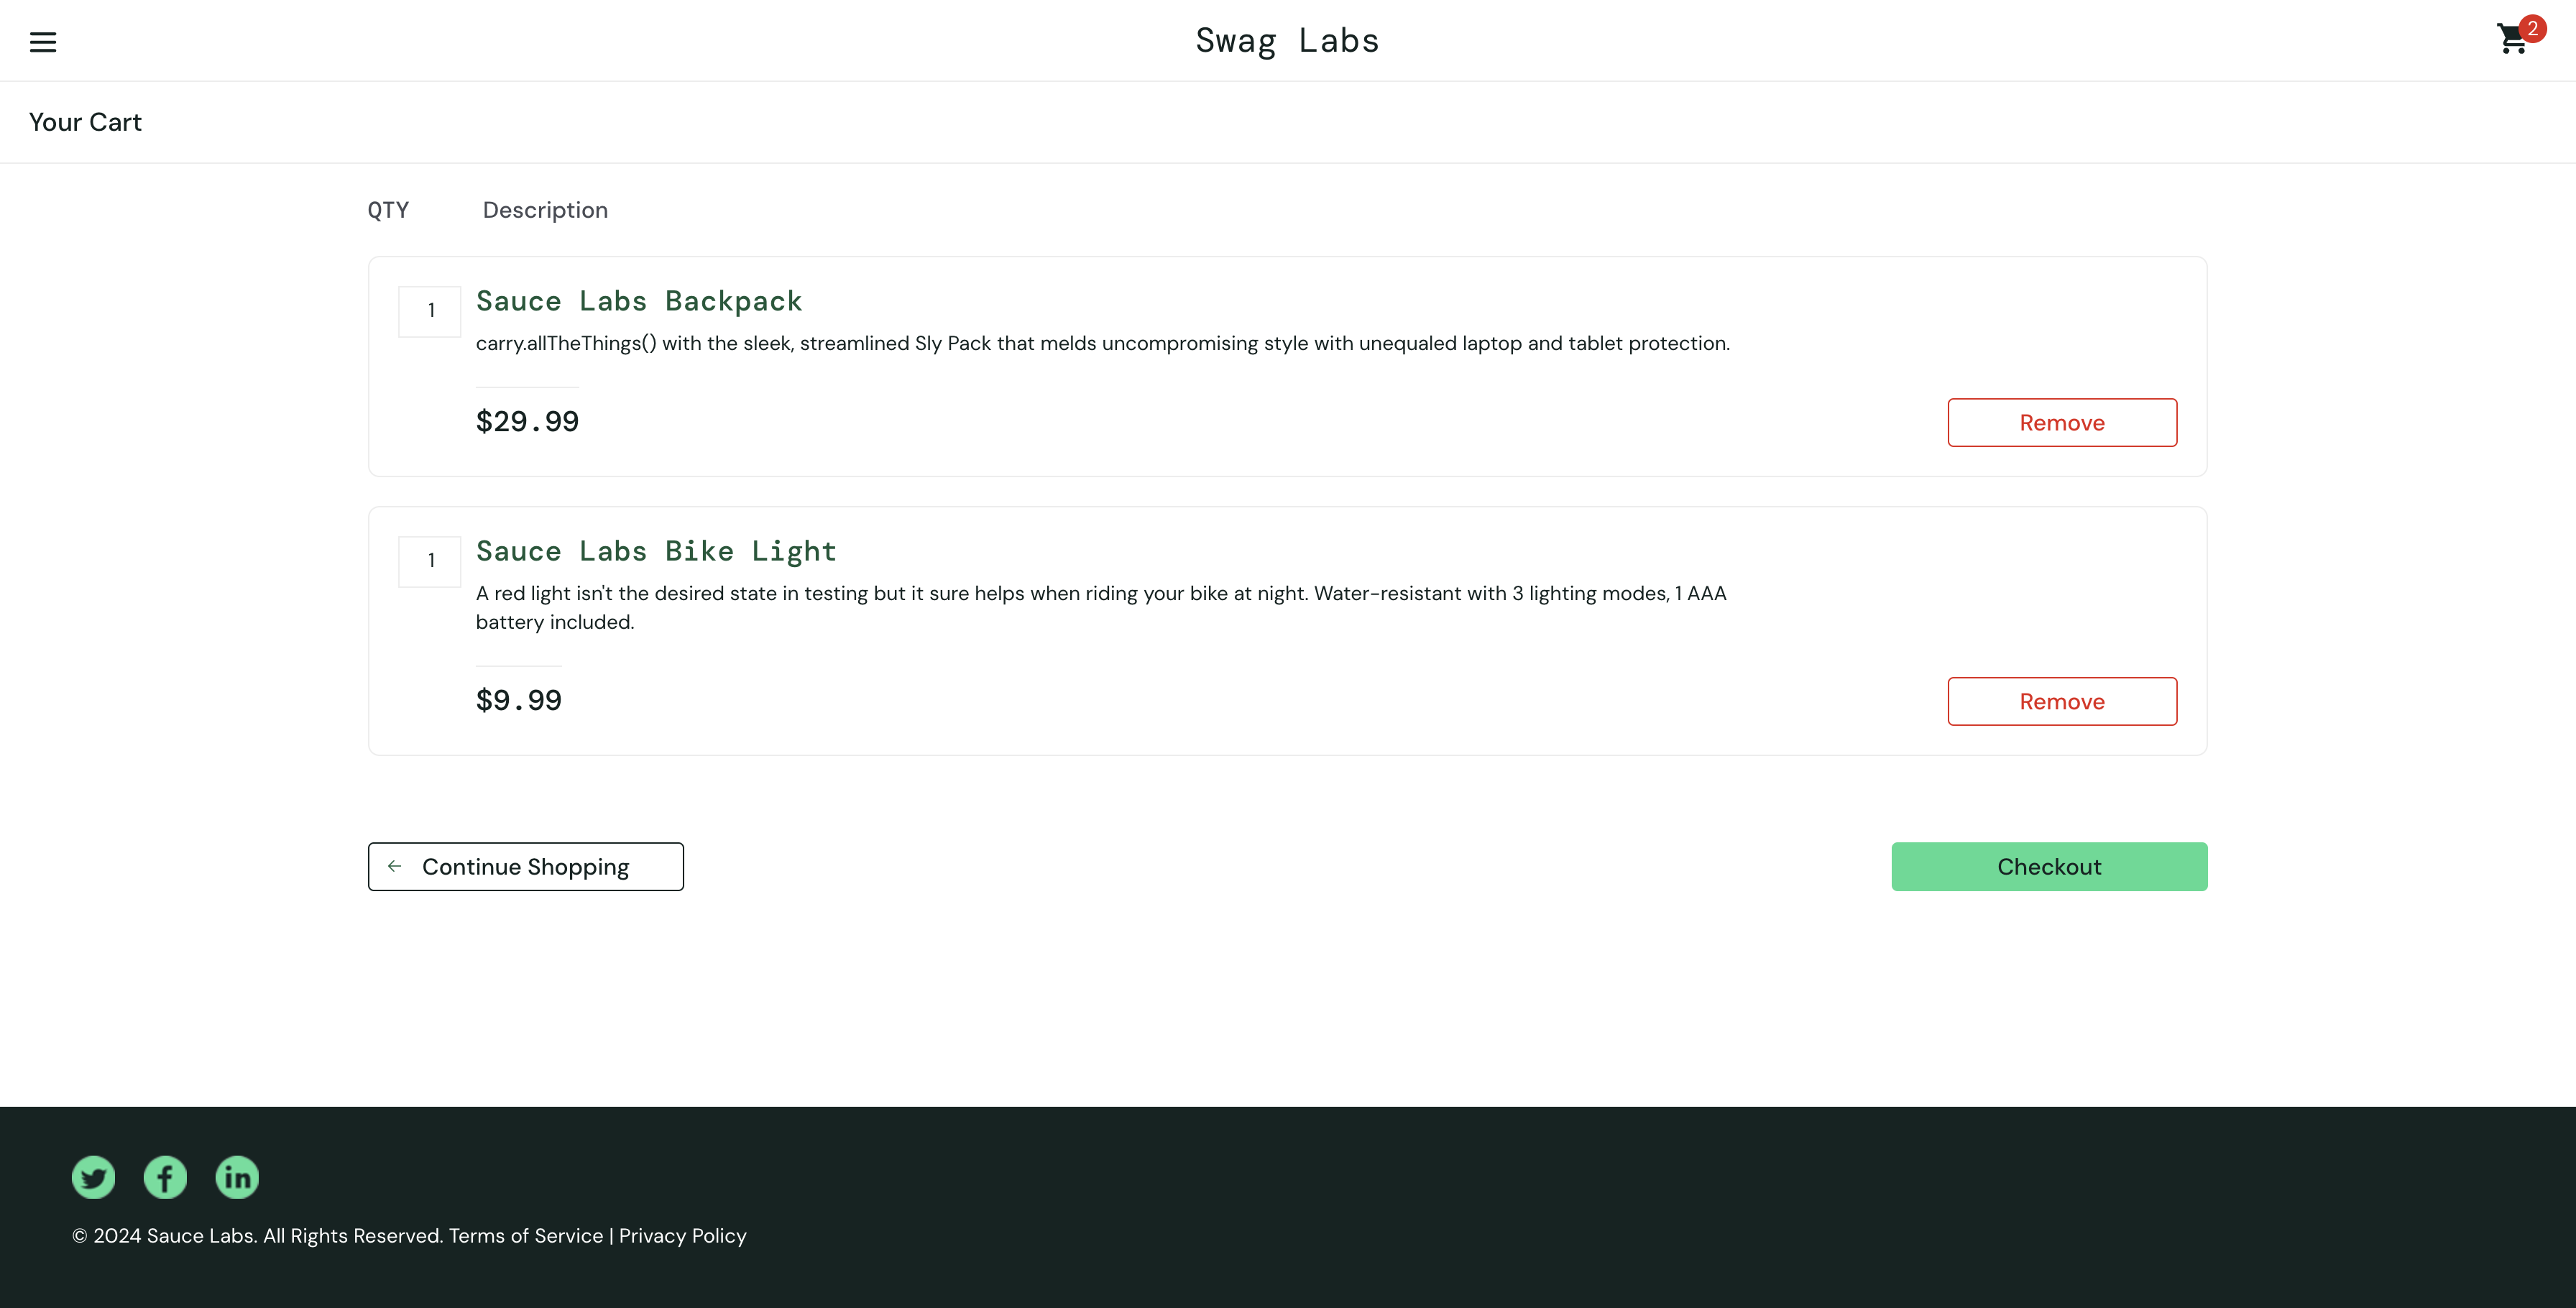 Swag Labs
2
Your Cart
QTY Description
1 Sauce Labs Backpack
carry.allTheThings() with the sleek, streamlined Sly Pack that melds uncompromising style with unequaled laptop and tablet protection.
$29.99 Remove
1 Sauce Labs Bike Light
A red light isn't the desired state in testing but it sure helps when riding your bike at night. Water-resistant with 3 lighting modes, 1 AAA
battery included.
$9.99 Remove
Continue Shopping Checkout
© 2024 Sauce Labs. All Rights Reserved. Terms of Service | Privacy Policy